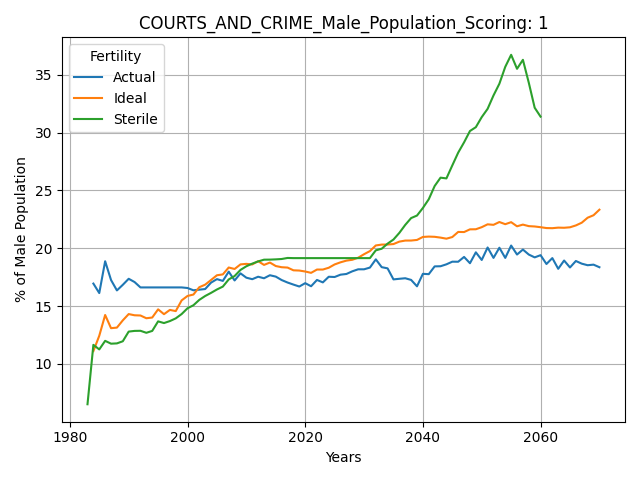 COURTS_AND_CRIME_Male_Population_Scoring: 1
Fertility
Actual
Ideal
Sterile
% of Male Population
35
30
25
20
15
10
1980
2000
2020
2040
2060
Years